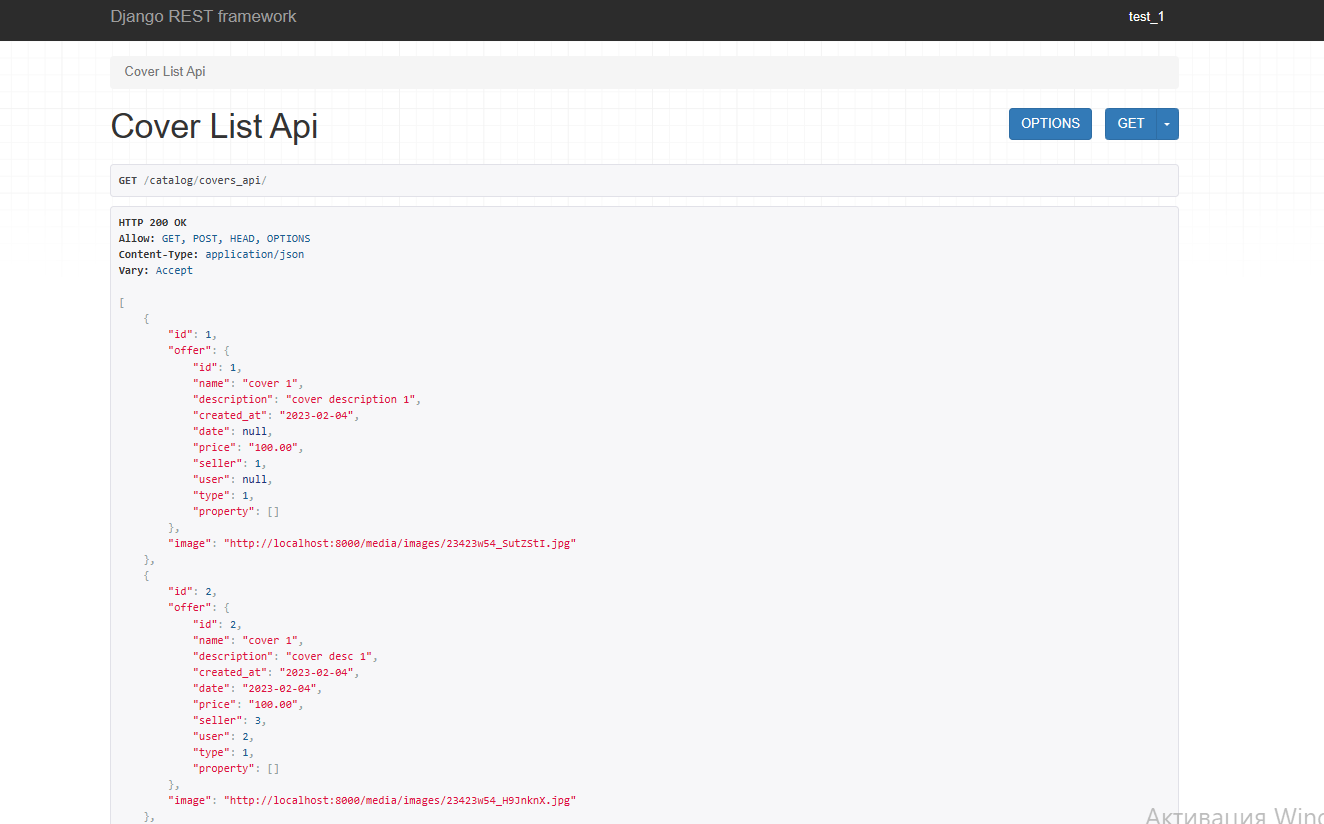 Django REST framework
test_1
Cover List Api
Cover List Api
OPTIONS
GET
GET /catalog/covers_api/
HTTP 200 OK
Allow: GET, POST, HEAD, OPTIONS
Content-Type: application/json
Vary: Accept
[
    {
        "id": 1,
        "offer": {
            "id": 1,
            "name": "cover 1",
            "description": "cover description 1",
            "created_at": "2023-02-04",
            "date": null,
            "price": "100.00",
            "seller": 1,
            "user": null,
            "type": 1,
            "property": []
        },
        "image": "http://localhost:8000/media/images/23423w54_SutZStI.jpg"
    },
    {
        "id": 2,
        "offer": {
            "id": 2,
            "name": "cover 1",
            "description": "cover desc 1",
            "created_at": "2023-02-04",
            "date": "2023-02-04",
            "price": "100.00",
            "seller": 3,
            "user": 2,
            "type": 1,
            "property": []
        },
        "image": "http://localhost:8000/media/images/23423w54_H9JnknX.jpg"
    },
Активация Wind